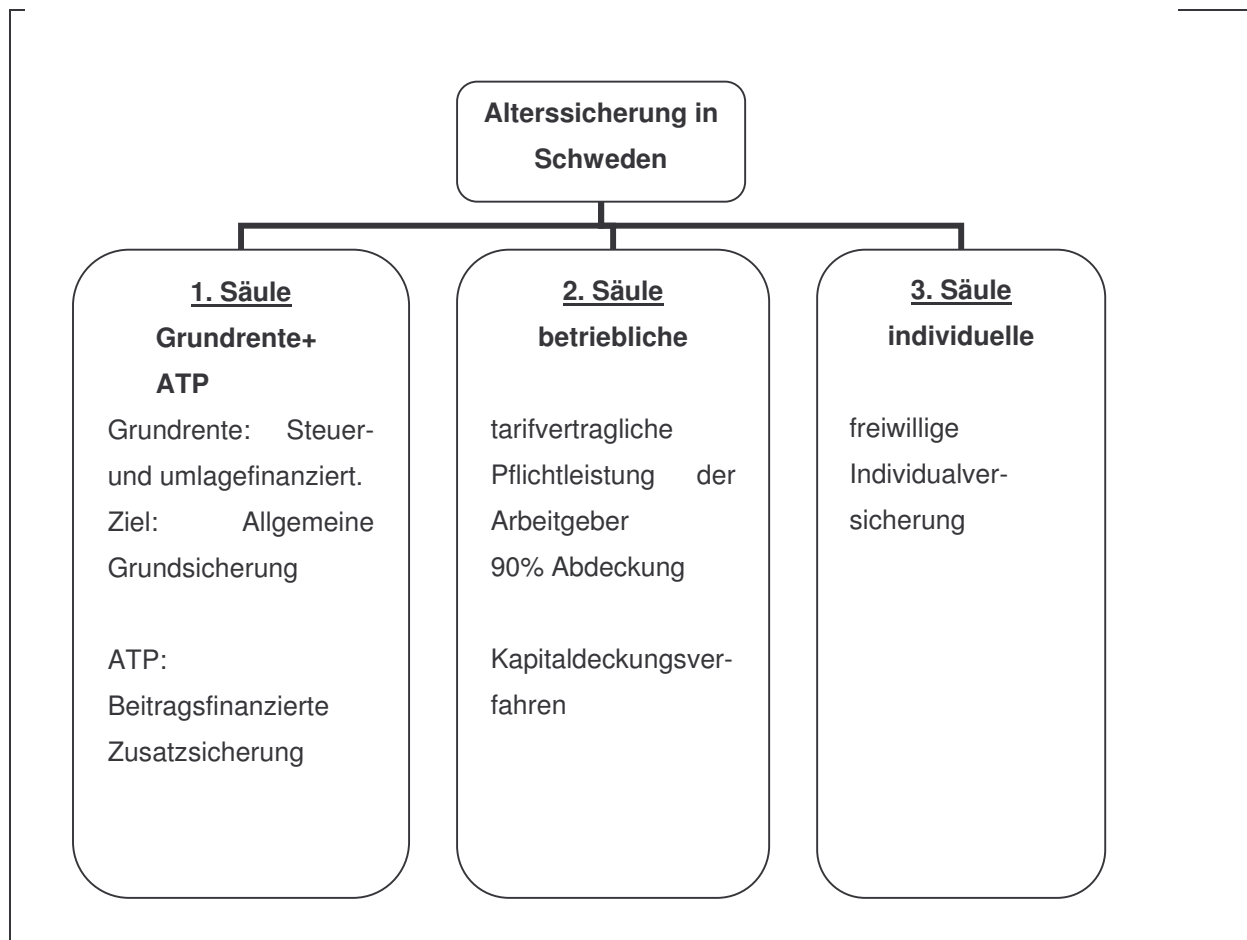 Alterssicherung in
Schweden
1. Säule
Grundrente+
ATP
Grundrente: Steuer-
und umlagefinanziert.
Ziel: Allgemeine
Grundsicherung
ATP:
Beitragsfinanzierte
Zusatzsicherung
2. Säule
betriebliche
tarifvertragliche
Pflichtleistung der
Arbeitgeber
90% Abdeckung
Kapitaldeckungsver-
fahren
3. Säule
individuelle
freiwillige
Individualver-
sicherung